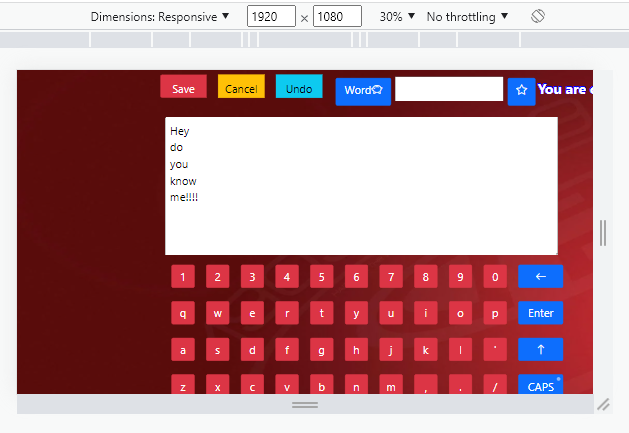 Dimensions: Responsive ▼ 1920 × 1080 30% ▼ No throttling ▼
Save Cancel Undo Word You are
Hey
do
you
know
me!!!!
1 2 3 4 5 6 7 8 9 0 ←
q w e r t y u i o p Enter
a s d f g h j k l ' ↑
z x c v b n m , . / CAPS